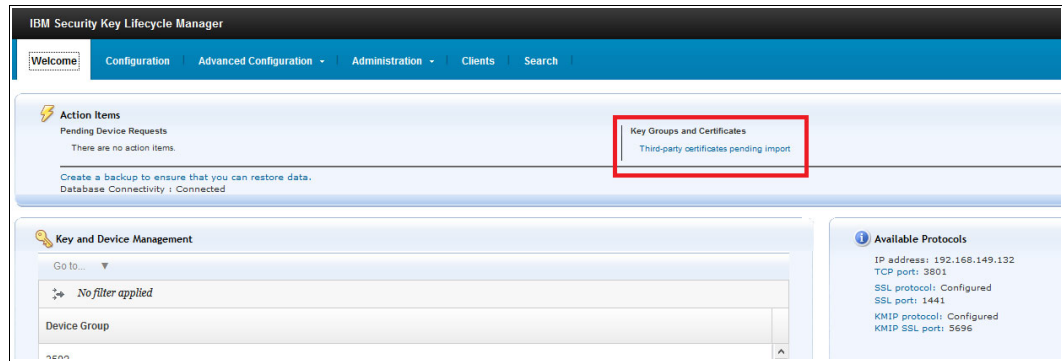 IBM Security Key Lifecycle Manager
Welcome Configuration Advanced Configuration Administration Clients Search
Action Items
Pending Device Requests
There are no action items.
Key Groups and Certificates
Third-party certificates pending import
Create a backup to ensure that you can restore data.
Database Connectivity : Connected
Key and Device Management
Go to...
No filter applied
Device Group
3592
Available Protocols
IP address: 192.168.149.132
TCP port: 3801
SSL protocol: Configured
SSL port: 1441
KMIP protocol: Configured
KMIP SSL port: 5696